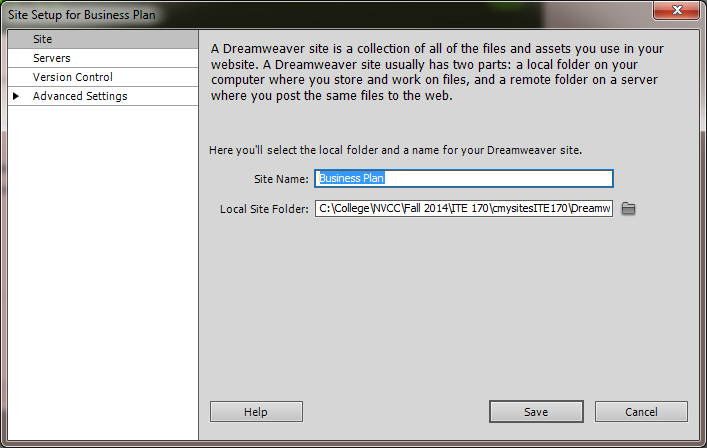 Site Setup for Business Plan
Site
Servers
Version Control
Advanced Settings
A Dreamweaver site is a collection of all of the files and assets you use in your
website. A Dreamweaver site usually has two parts: a local folder on your
computer where you store and work on files, and a remote folder on a server
where you post the same files to the web.
Here you'll select the local folder and a name for your Dreamweaver site.
Site Name: Business Plan
Local Site Folder: C:\College\NVCC\Fall 2014\ITE 170\cmysitesITE170\Dreamw
Help
Save
Cancel